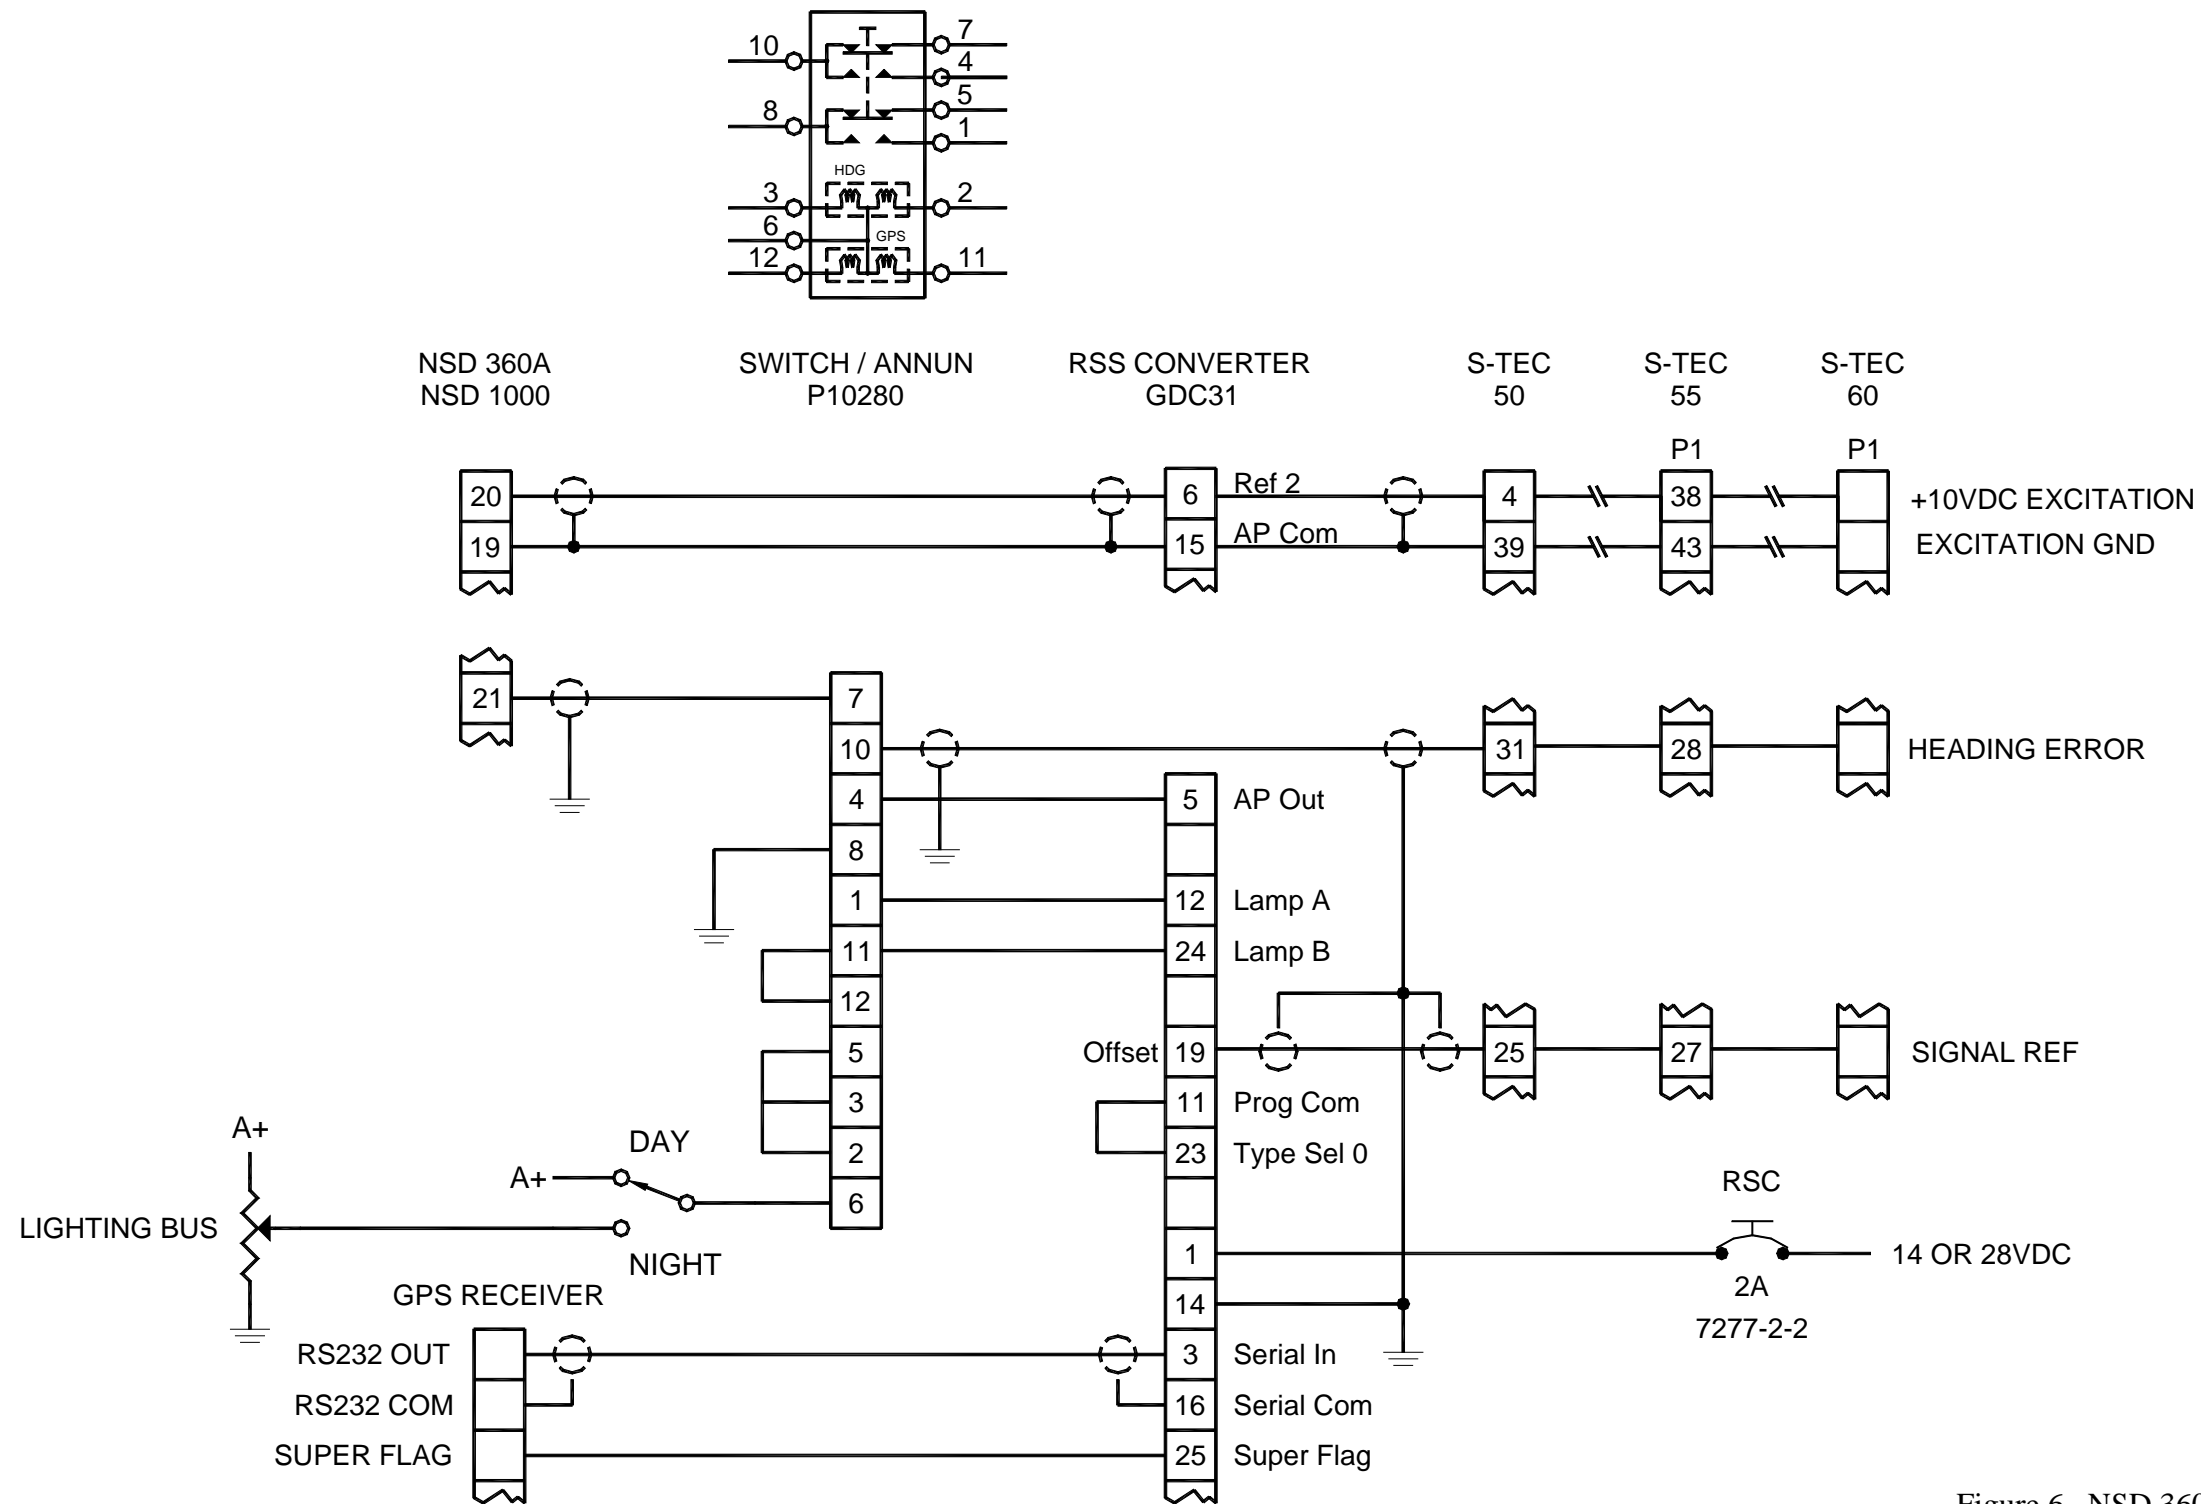 10 7
4
8 5
1
HDG
3 2
6 GPS
12 11
NSD 360A SWITCH / ANNUN RSS CONVERTER S-TEC S-TEC S-TEC
NSD 1000 P10280 GDC31 50 55 60
P1 P1
20 6 Ref 2 4 38 +10VDC EXCITATION
19 15 AP Com 39 43 EXCITATION GND
21 7
10 31 28 HEADING ERROR
4 5 AP Out
8
1 12 Lamp A
11 24 Lamp B
12
5 Offset 19 25 27 SIGNAL REF
3 11 Prog Com
A+ DAY
2 23 Type Sel 0
A+ RSC
6
LIGHTING BUS
NIGHT 1 14 OR 28VDC
2A
GPS RECEIVER 14
7277-2-2
RS232 OUT 3 Serial In
RS232 COM 16 Serial Com
SUPER FLAG 25 Super Flag
Figure 6 NSD 360